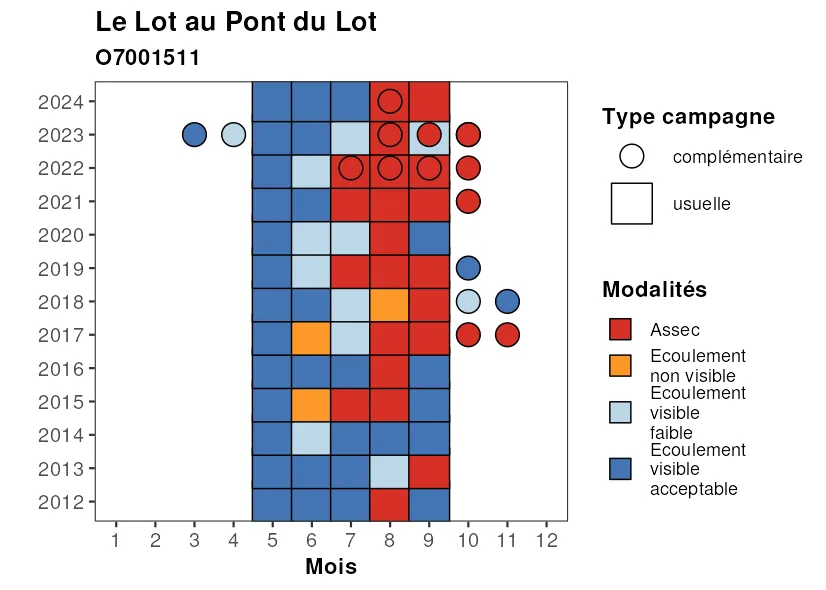 Le Lot au Pont du Lot
O7001511
2024
2023
2022
2021
2020
2019
2018
2017
2016
2015
2014
2013
2012
1 2 3 4 5 6 7 8 9 10 11 12
Mois
Type campagne
complémentaire
usuelle
Modalités
Assec
Ecoulement
non visible
Ecoulement
visible
faible
Ecoulement
visible
acceptable